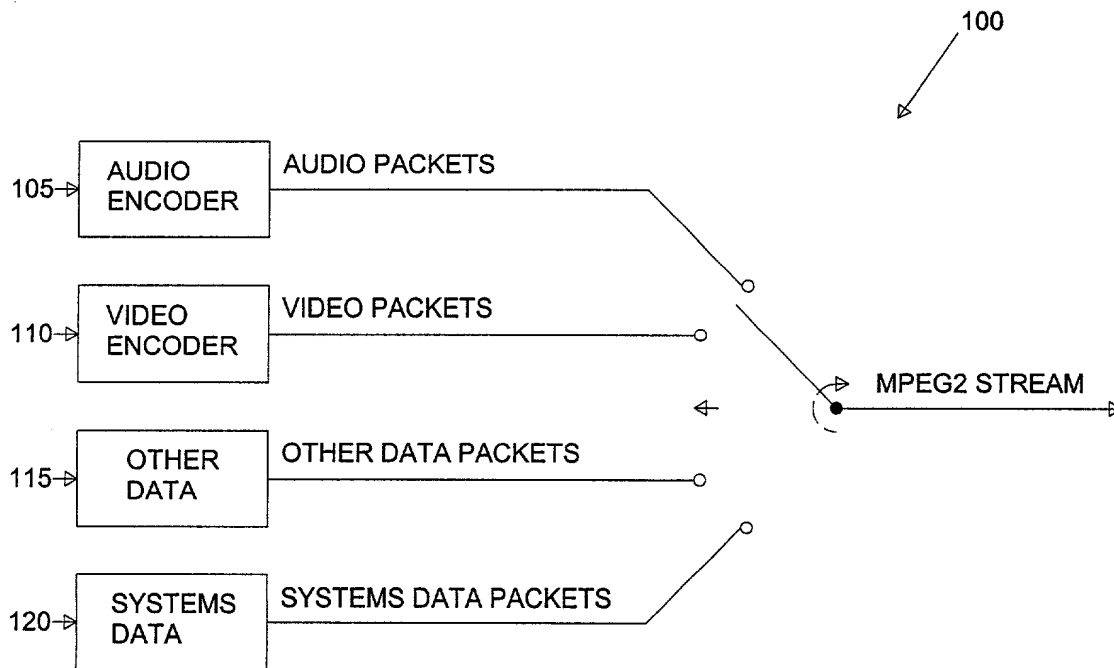 100
AUDIO PACKETS
105
AUDIO
ENCODER
VIDEO PACKETS
110
VIDEO
ENCODER
MPEG2 STREAM
OTHER DATA PACKETS
115
OTHER
DATA
SYSTEMS DATA PACKETS
120
SYSTEMS
DATA